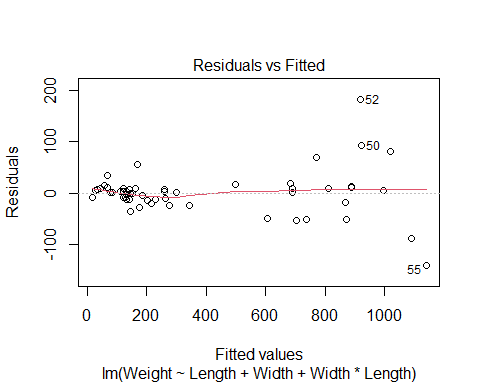 Residuals vs Fitted
Residuals
200
100
0
-100
52
50
55
0 200 400 600 800 1000
Fitted values
lm(Weight ~ Length + Width + Width * Length)